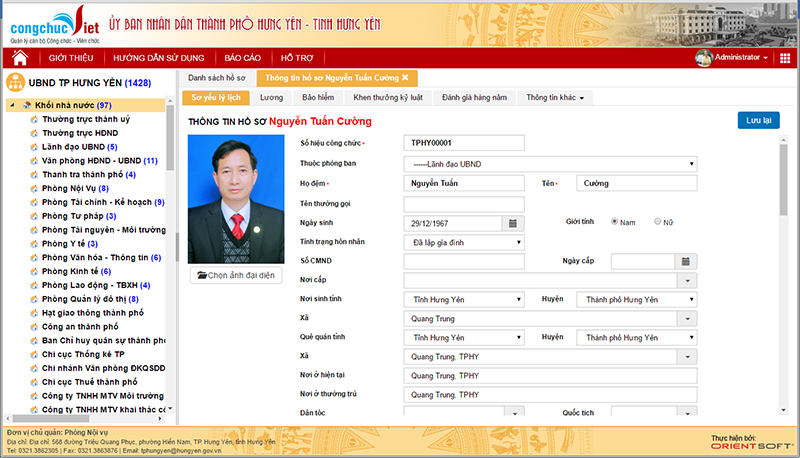 congchucViet
Quản lý cán bộ Công chức - Viên chức
ỦY BAN NHÂN DÂN THÀNH PHỐ HƯNG YÊN - TỈNH HƯNG YÊN
GIỚI THIỆU HƯỚNG DẪN SỬ DỤNG BÁO CÁO HỖ TRỢ Administrator
UBND TP HƯNG YÊN (1428)
Khối nhà nước (97)
Thường trực thành uỷ
Thường trực HĐND
Lãnh đạo UBND (5)
Văn phòng HĐND - UBND (11)
Thanh tra thành phố (4)
Phòng Nội Vụ (8)
Phòng Tài chính - Kế hoạch (9)
Phòng Tư pháp (3)
Phòng Tài nguyên - Môi trường
Phòng Y tế (3)
Phòng Văn hóa - Thông tin (6)
Phòng Kinh tế (6)
Phòng Lao động - TBXH (4)
Phòng Quản lý đô thị (8)
Hạt giao thông thành phố
Công an thành phố
Ban Chỉ huy quân sự thành phố
Chi cục Thống kê TP
Chi nhánh Văn phòng ĐKQSDĐ
Chi cục Thuế thành phố
Công ty TNHH MTV Môi trường
Công ty TNHH MTV khai thác cô
Danh sách hồ sơ Thông tin hồ sơ Nguyễn Tuấn Cường
Sơ yếu lý lịch Lương Bảo hiểm Khen thưởng kỷ luật Đánh giá hàng năm Thông tin khác
THÔNG TIN HỒ SƠ Nguyễn Tuấn Cường Lưu lại
Chọn ảnh đại diện
Số hiệu công chức * TPHY00001
Thuộc phòng ban ------Lãnh đạo UBND
Họ đệm * Nguyễn Tuấn Tên * Cường
Tên thường gọi
Ngày sinh 29/12/1967 Giới tính Nam Nữ
Tình trạng hôn nhân Đã lập gia đình
Số CMND Ngày cấp
Nơi cấp
Nơi sinh tỉnh Tỉnh Hưng Yên Huyện Thành phố Hưng Yên
Xã Quang Trung
Quê quán tỉnh Tỉnh Hưng Yên Huyện Thành phố Hưng Yên
Xã Quang Trung, TPHY
Nơi ở hiện tại Quang Trung, TPHY
Nơi ở thường trú Quang Trung, TPHY
Dân tộc Quốc tịch
Đơn vị chủ quản: Phòng Nội vụ
Địa chỉ: Địa chỉ: 568 đường Triệu Quang Phục, phường Hiến Nam, TP. Hưng Yên, tỉnh Hưng Yên
Tel: 0321.3862305 | Fax: 0321.3863876 | Email: tphungyen@hungyen.gov.vn
Thực hiện bởi:
ORIENTSOFT